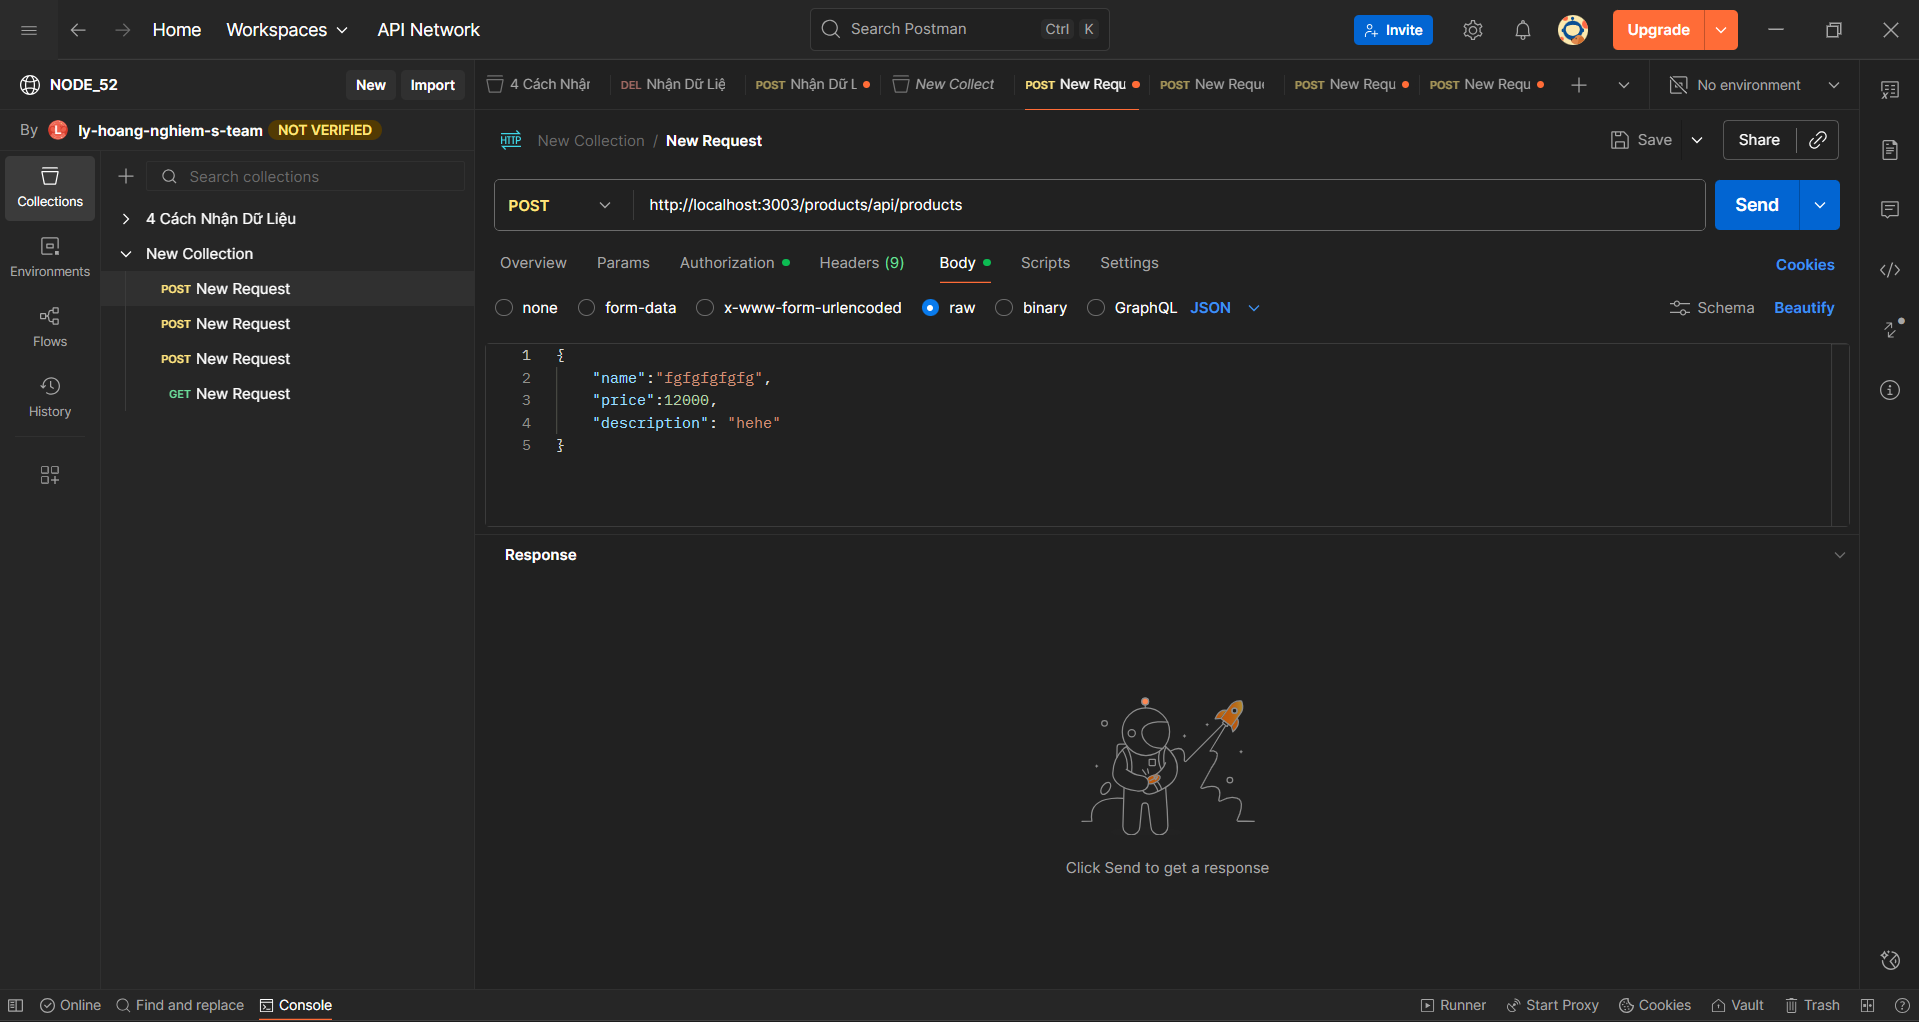 Home
Workspaces
API Network
Search Postman
Ctrl K
Invite
Upgrade
NODE_52
New
Import
4 Cách Nhận
DEL Nhận Dữ Liệ
POST Nhận Dữ L
New Collect
POST New Requ
POST New Reque
POST New Requ
POST New Requ
No environment
By L ly-hoang-nghiem-s-team NOT VERIFIED
Collections
Environments
Flows
History
Search collections
4 Cách Nhận Dữ Liệu
New Collection
POST New Request
POST New Request
POST New Request
GET New Request
HTTP New Collection / New Request
Save
Share
POST
http://localhost:3003/products/api/products
Send
Overview
Params
Authorization
Headers (9)
Body
Scripts
Settings
Cookies
none
form-data
x-www-form-urlencoded
raw
binary
GraphQL
JSON
Schema
Beautify
1 {
2 "name":"fgfgfgfgfg",
3 "price":12000,
4 "description": "hehe"
5 }
Response
Click Send to get a response
Online
Find and replace
Console
Runner
Start Proxy
Cookies
Vault
Trash